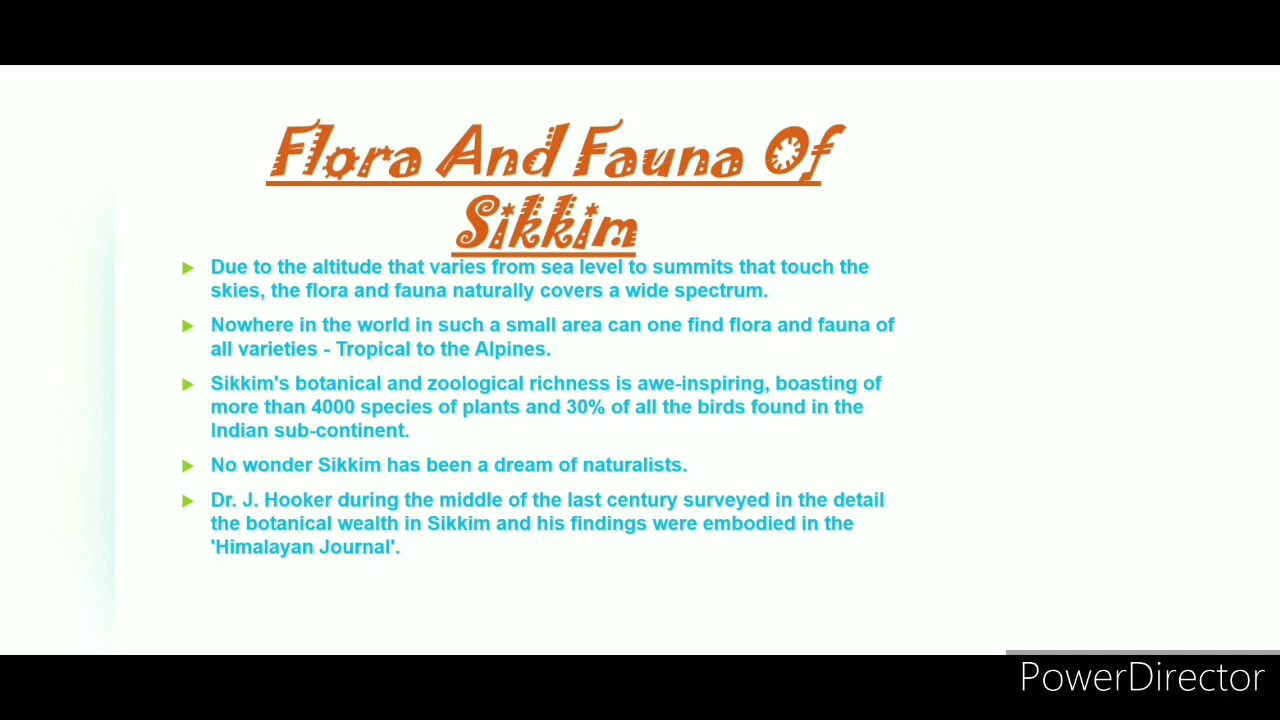 Flora And Fauna Of
Sikkim
Due to the altitude that varies from sea level to summits that touch the
skies, the flora and fauna naturally covers a wide spectrum.
Nowhere in the world in such a small area can one find flora and fauna of
all varieties - Tropical to the Alpines.
Sikkim's botanical and zoological richness is awe-inspiring, boasting of
more than 4000 species of plants and 30% of all the birds found in the
Indian sub-continent.
No wonder Sikkim has been a dream of naturalists.
Dr. J. Hooker during the middle of the last century surveyed in the detail
the botanical wealth in Sikkim and his findings were embodied in the
'Himalayan Journal'.
PowerDirector